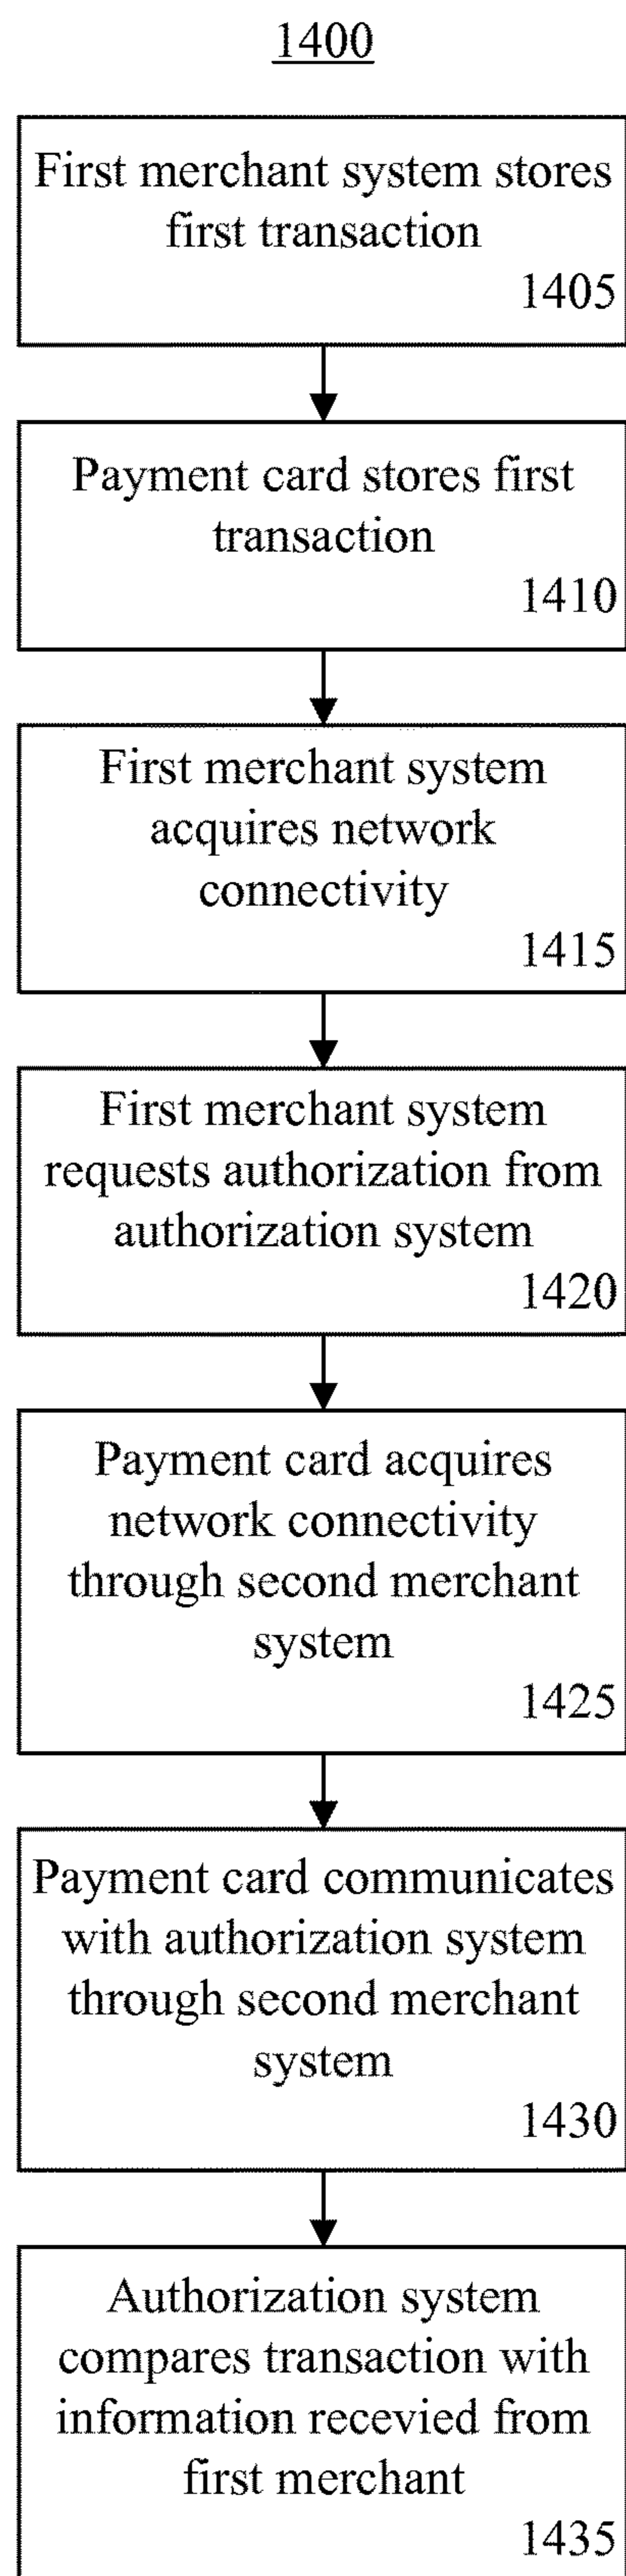 1400
First merchant system stores
first transaction
1405
Payment card stores first
transaction
1410
First merchant system
acquires network
connectivity
1415
First merchant system
requests authorization from
authorization system
1420
Payment card acquires
network connectivity
through second merchant
system
1425
Payment card communicates
with authorization system
through second merchant
system
1430
Authorization system
compares transaction with
information recevied from
first merchant
1435